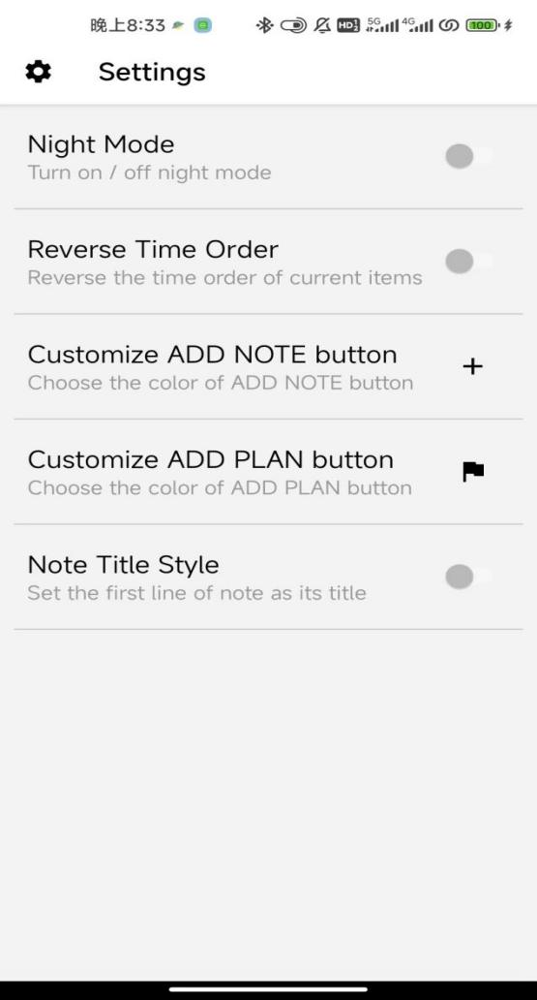 晚上8:33 HD 5G 4G 100
Settings
Night Mode
Turn on / off night mode
Reverse Time Order
Reverse the time order of current items
Customize ADD NOTE button
Choose the color of ADD NOTE button
Customize ADD PLAN button
Choose the color of ADD PLAN button
Note Title Style
Set the first line of note as its title